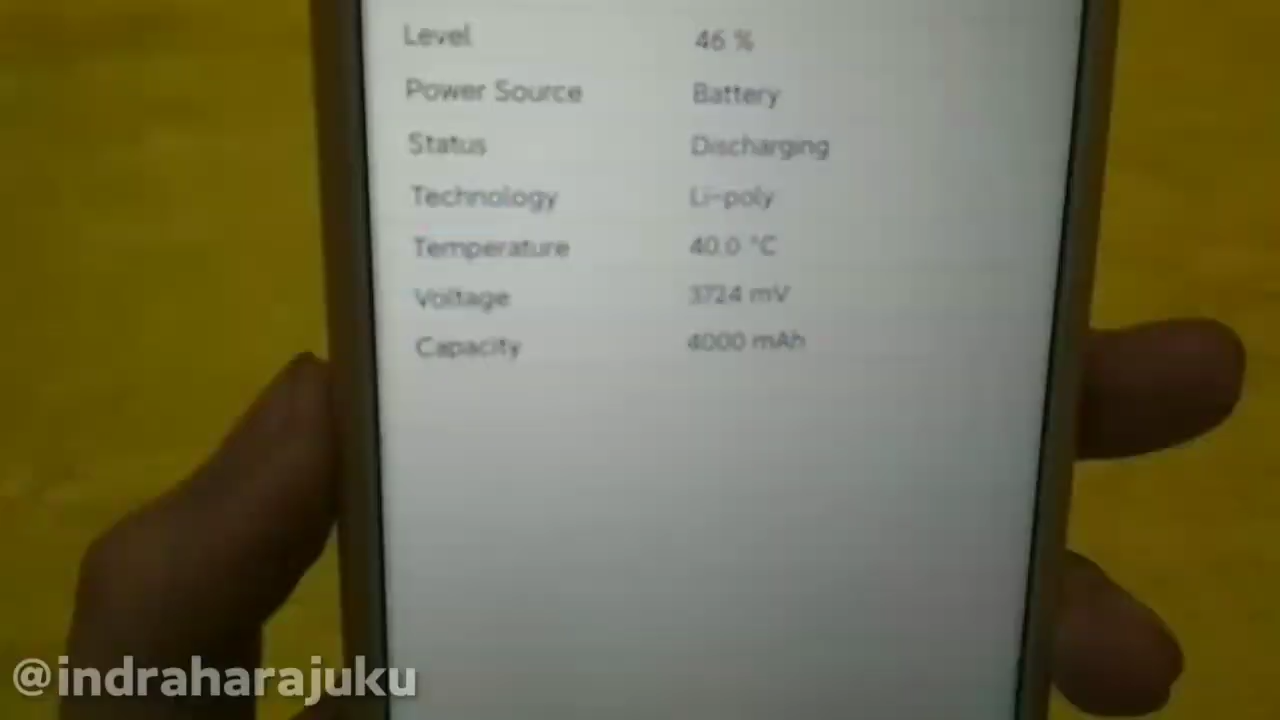 Level 46 %
Power Source Battery
Status Discharging
Technology Li-poly
Temperature 40.0 °C
Voltage 3724 mV
Capacity 4000 mAh
@indraharajuku